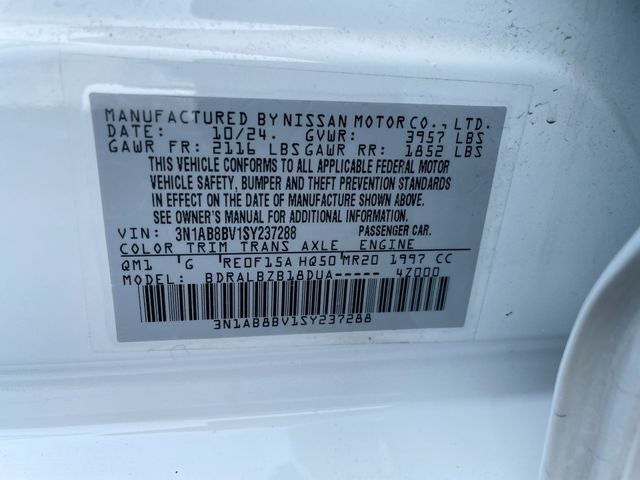 MANUFACTURED BY NISSAN MOTOR CO., LTD.
DATE: 10/24. GVWR: 3957 LBS
GAWR FR: 2116 LBS GAWR RR: 1852 LBS
THIS VEHICLE CONFORMS TO ALL APPLICABLE FEDERAL MOTOR
VEHICLE SAFETY, BUMPER AND THEFT PREVENTION STANDARDS
IN EFFECT ON THE DATE OF MANUFACTURE SHOWN ABOVE.
SEE OWNER'S MANUAL FOR ADDITIONAL INFORMATION.
VIN: 3N1AB8BV1SY237288 PASSENGER CAR.
COLOR TRIM TRANS AXLE ENGINE
QM1 G RE0F15A HQ50 MR20 1997 CC
MODEL: BDRALBZB18DUA----- 4Z000
3N1AB8BV1SY237288